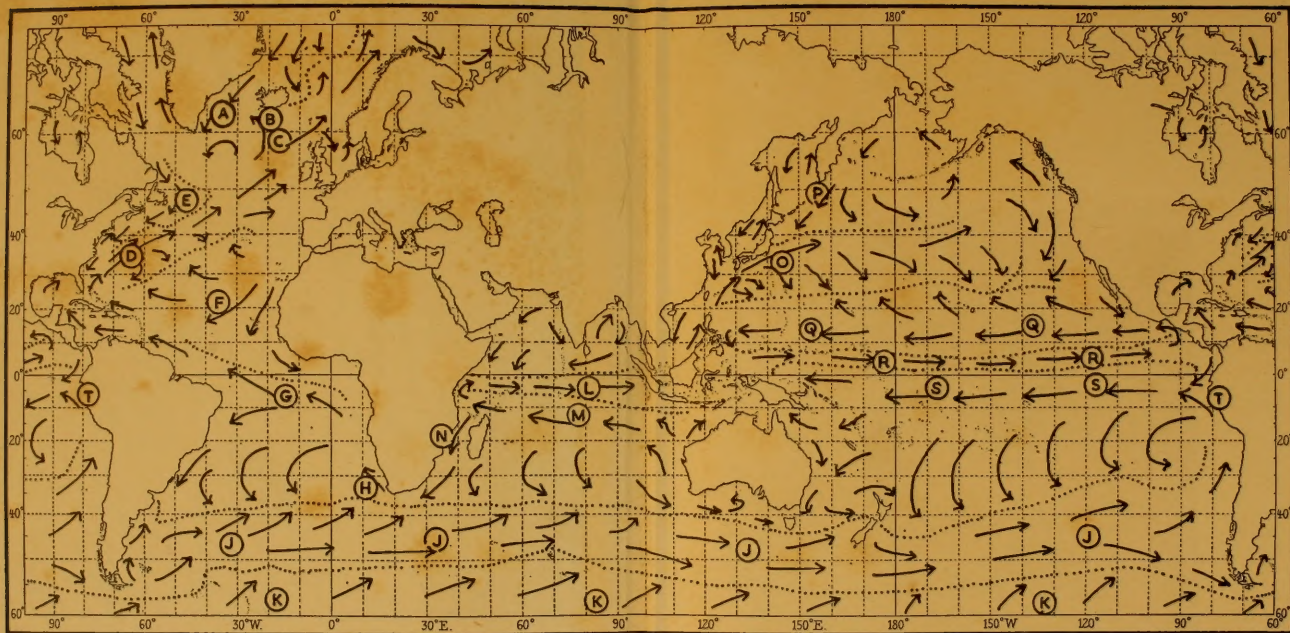 90° 60° 30° 0° 30° 60° 90° 120° 150° 180° 150° 120° 90° 60°
A B
60° C 60°
P
E
40° 40°
D O
F
20° 20°
Q Q
R R
0° 0°
T G L S S T
M
N
20° 20°
H
40° 40°
J J J J
K K K
60° 60°
90° 60° 30°W. 0° 30°E. 60° 90° 120° 150°E. 180° 150°W. 120° 90° 60°